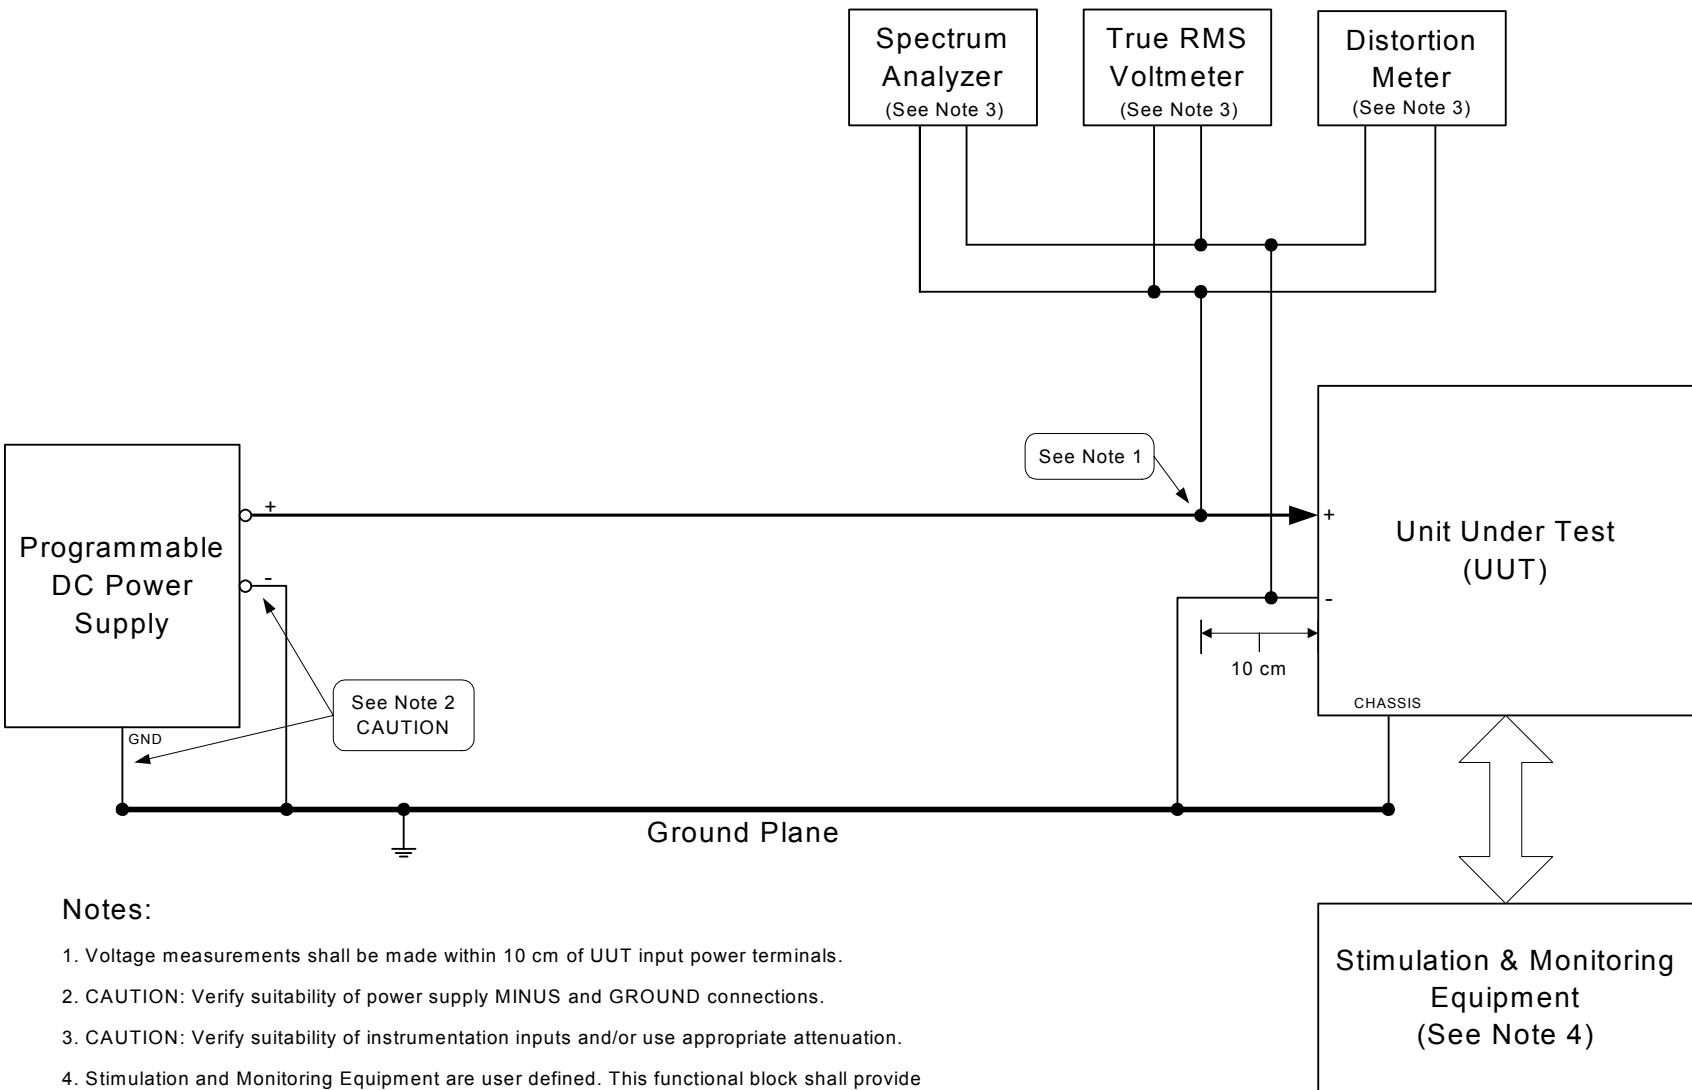 Spectrum
Analyzer
(See Note 3)
True RMS
Voltmeter
(See Note 3)
Distortion
Meter
(See Note 3)
See Note 1
+
+
Programmable
DC Power
Supply
-
Unit Under Test
(UUT)
-
10 cm
See Note 2
CAUTION
CHASSIS
GND
Ground Plane
Notes:
1. Voltage measurements shall be made within 10 cm of UUT input power terminals.
2. CAUTION: Verify suitability of power supply MINUS and GROUND connections.
3. CAUTION: Verify suitability of instrumentation inputs and/or use appropriate attenuation.
4. Stimulation and Monitoring Equipment are user defined. This functional block shall provide
Stimulation & Monitoring
Equipment
(See Note 4)